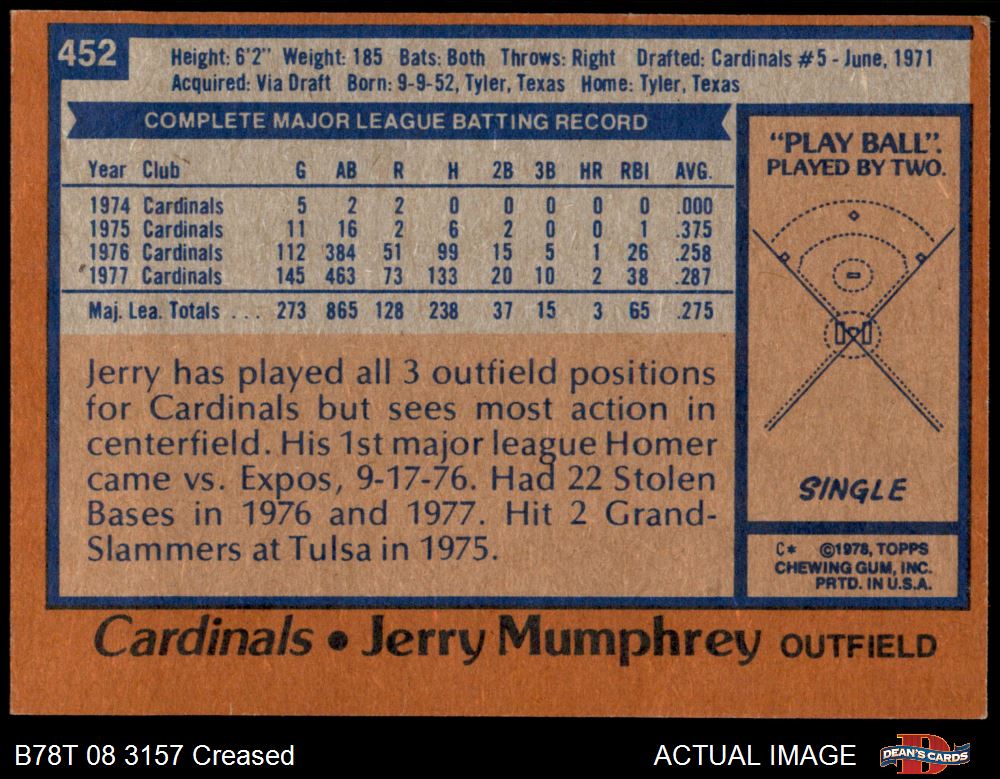 452
Height: 6'2" Weight: 185 Bats: Both Throws: Right Drafted: Cardinals #5 - June, 1971
Acquired: Via Draft Born: 9-9-52, Tyler, Texas Home: Tyler, Texas
COMPLETE MAJOR LEAGUE BATTING RECORD
Year Club G AB R H 2B 3B HR RBI AVG.
1974 Cardinals 5 2 2 0 0 0 0 0 .000
1975 Cardinals 11 16 2 6 2 0 0 1 .375
1976 Cardinals 112 384 51 99 15 5 1 26 .258
1977 Cardinals 145 463 73 133 20 10 2 38 .287
Maj. Lea. Totals ... 273 865 128 238 37 15 3 65 .275
Jerry has played all 3 outfield positions
for Cardinals but sees most action in
centerfield. His 1st major league Homer
came vs. Expos, 9-17-76. Had 22 Stolen
Bases in 1976 and 1977. Hit 2 Grand-
Slammers at Tulsa in 1975.
"PLAY BALL".
PLAYED BY TWO.
SINGLE
C* ©1978, TOPPS
CHEWING GUM, INC.
PRTD. IN U.S.A.
Cardinals • Jerry Mumphrey OUTFIELD
B78T 08 3157 Creased
ACTUAL IMAGE
D
DEAN'S CARDS